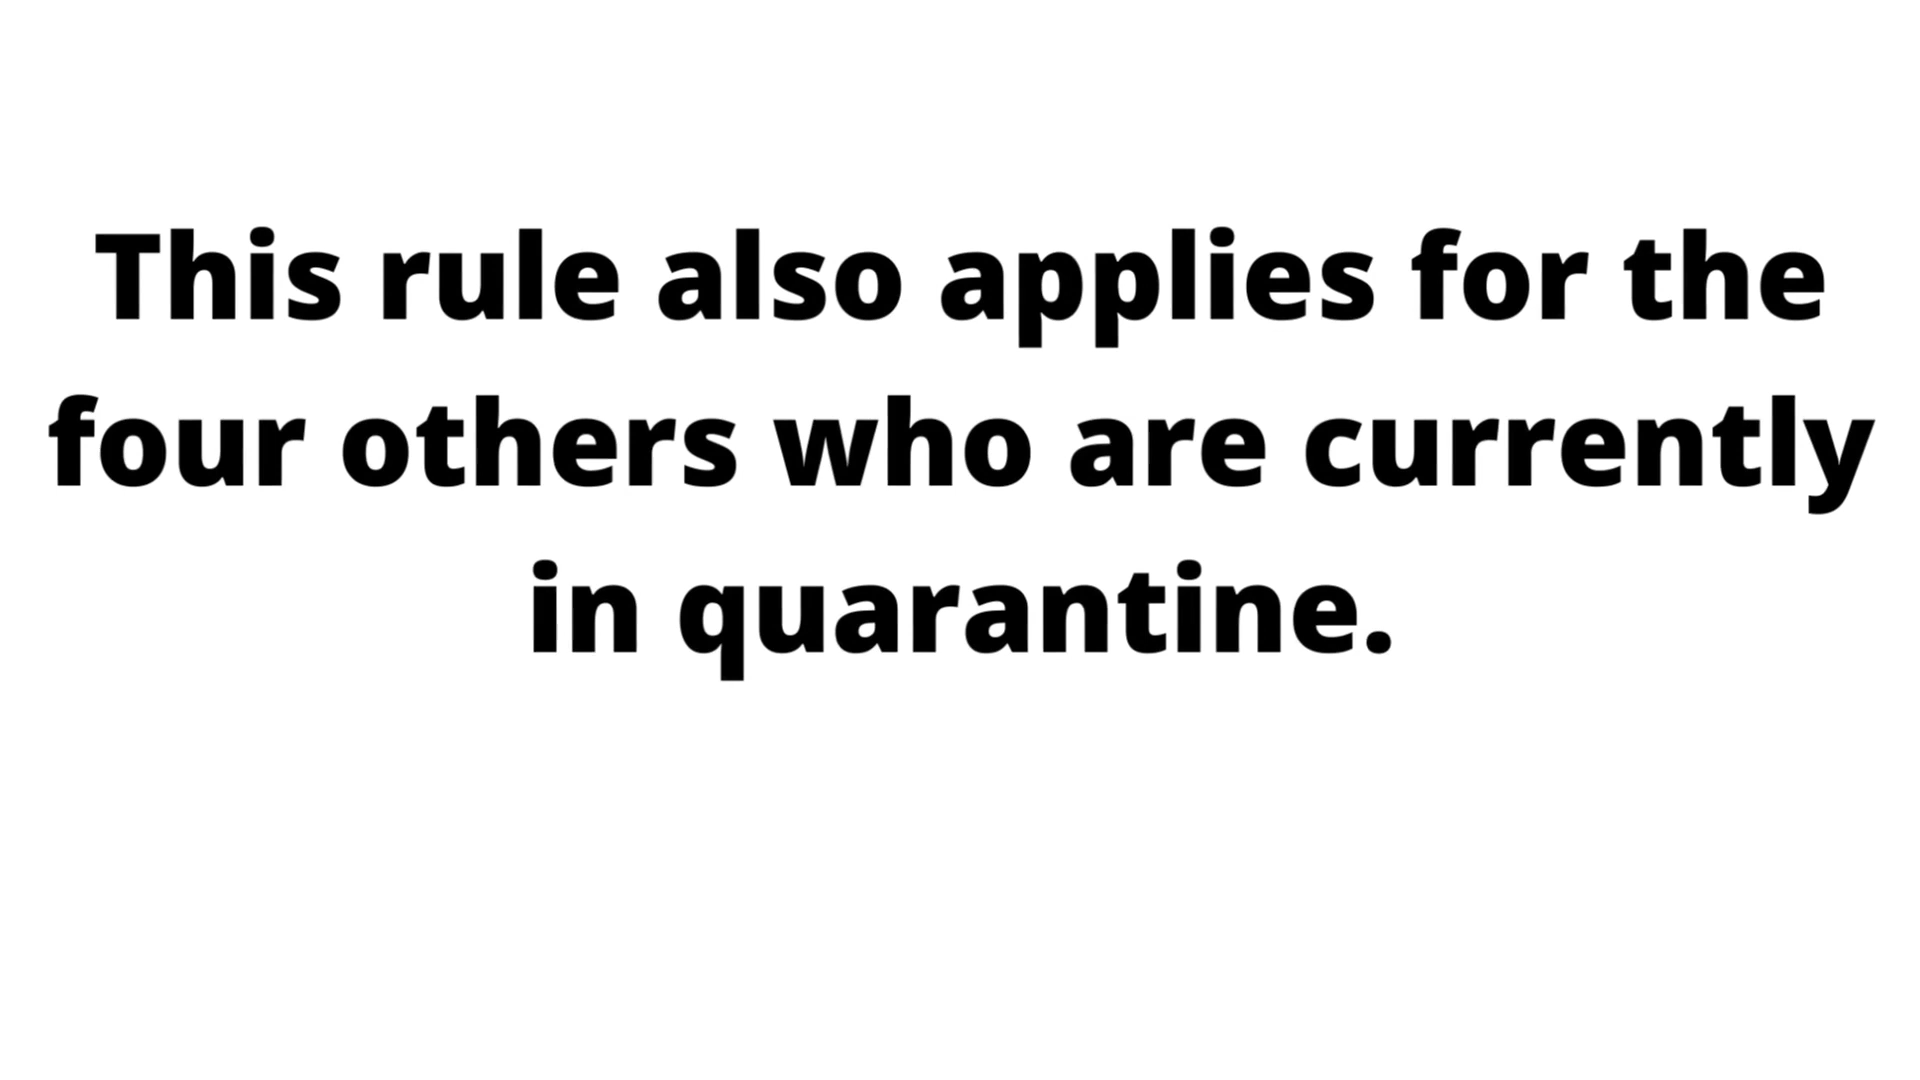 This rule also applies for the
four others who are currently
in quarantine.